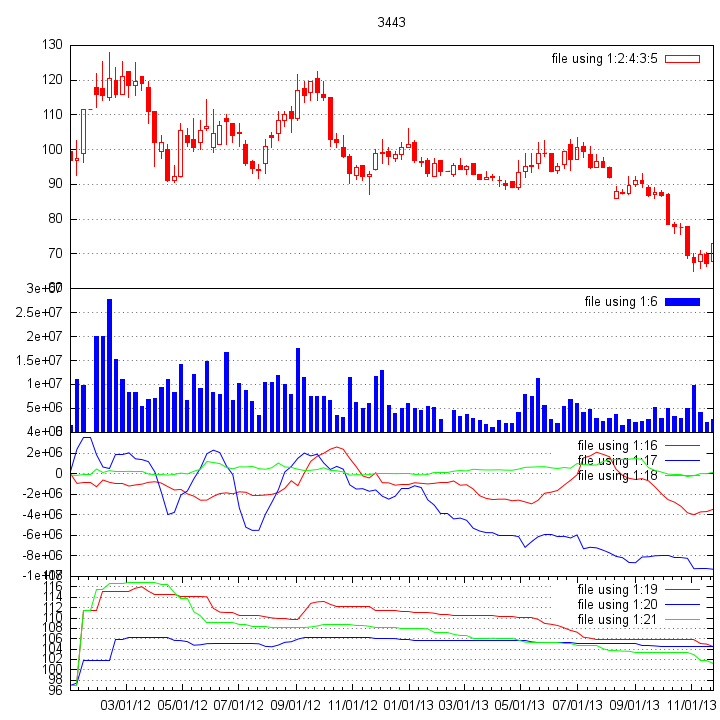 3443
130
file using 1:2:4:3:5
120
110
100
90
80
70
60
3e+07
file using 1:6
2.5e+07
2e+07
1.5e+07
1e+07
5e+06
0
4e+06
file using 1:16
2e+06
file using 1:17
0
file using 1:18
-2e+06
-4e+06
-6e+06
-8e+06
-1e+07
118
116
file using 1:19
114
file using 1:20
112
110
file using 1:21
108
106
104
102
100
98
96
03/01/12 05/01/12 07/01/12 09/01/12 11/01/12 01/01/13 03/01/13 05/01/13 07/01/13 09/01/13 11/01/13